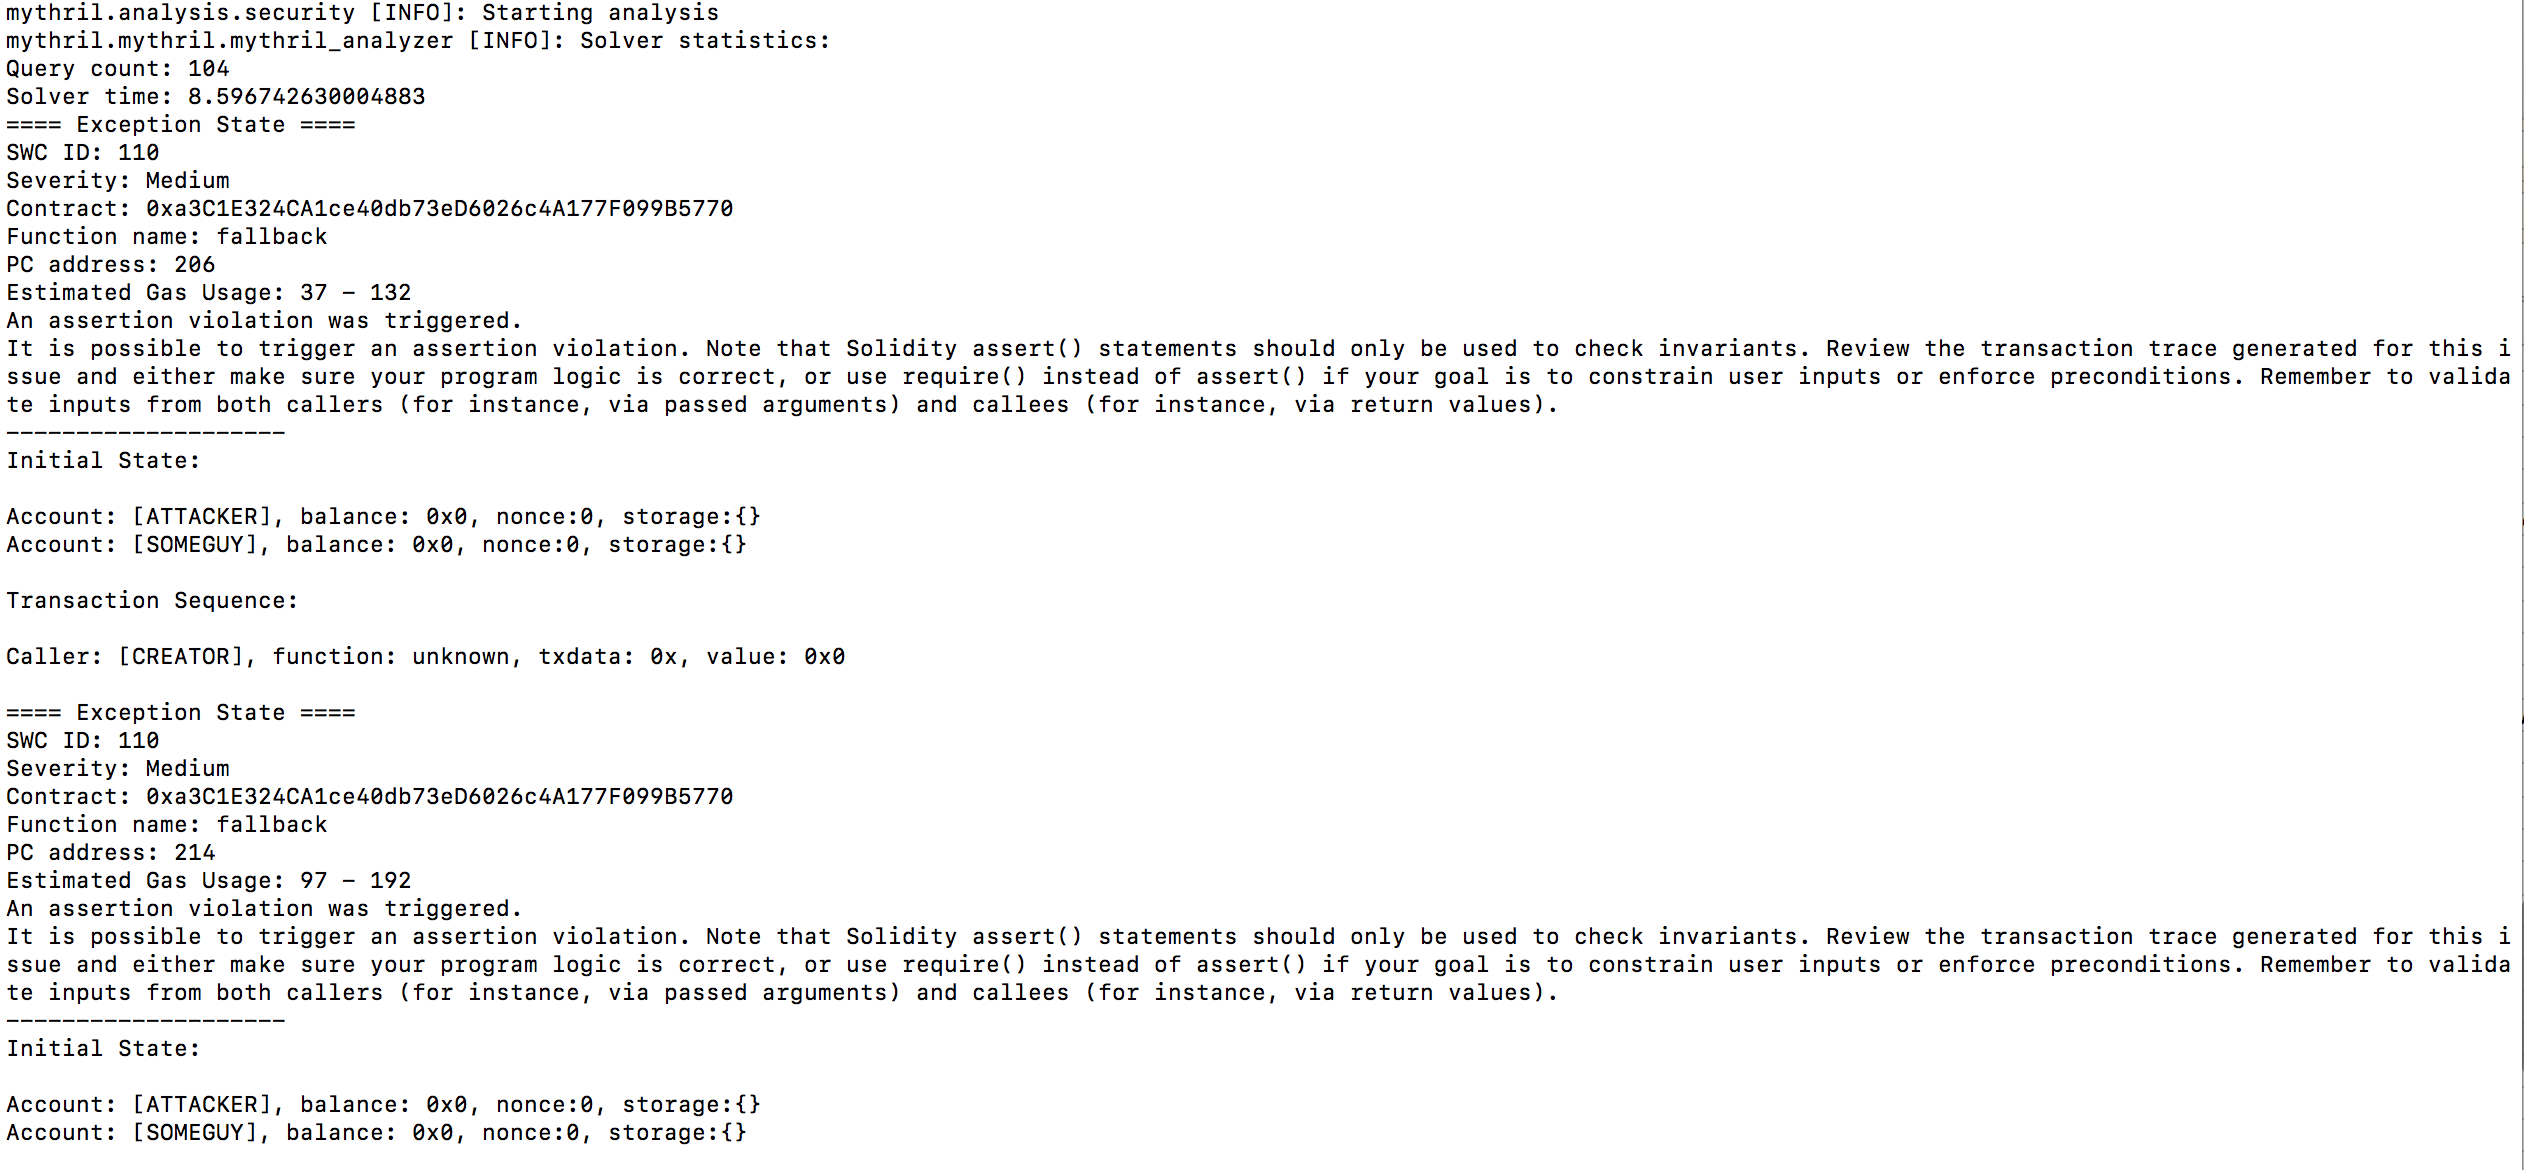 mythril.analysis.security [INFO]: Starting analysis
mythril.mythril.mythril_analyzer [INFO]: Solver statistics:
Query count: 104
Solver time: 8.596742630004883
==== Exception State ====
SWC ID: 110
Severity: Medium
Contract: 0xa3C1E324CA1ce40db73eD6026c4A177F099B5770
Function name: fallback
PC address: 206
Estimated Gas Usage: 37 - 132
An assertion violation was triggered.
It is possible to trigger an assertion violation. Note that Solidity assert() statements should only be used to check invariants. Review the transaction trace generated for this i
ssue and either make sure your program logic is correct, or use require() instead of assert() if your goal is to constrain user inputs or enforce preconditions. Remember to valida
te inputs from both callers (for instance, via passed arguments) and callees (for instance, via return values).
--------------------
Initial State:

Account: [ATTACKER], balance: 0x0, nonce:0, storage:{}
Account: [SOMEGUY], balance: 0x0, nonce:0, storage:{}

Transaction Sequence:

Caller: [CREATOR], function: unknown, txdata: 0x, value: 0x0

==== Exception State ====
SWC ID: 110
Severity: Medium
Contract: 0xa3C1E324CA1ce40db73eD6026c4A177F099B5770
Function name: fallback
PC address: 214
Estimated Gas Usage: 97 - 192
An assertion violation was triggered.
It is possible to trigger an assertion violation. Note that Solidity assert() statements should only be used to check invariants. Review the transaction trace generated for this i
ssue and either make sure your program logic is correct, or use require() instead of assert() if your goal is to constrain user inputs or enforce preconditions. Remember to valida
te inputs from both callers (for instance, via passed arguments) and callees (for instance, via return values).
--------------------
Initial State:

Account: [ATTACKER], balance: 0x0, nonce:0, storage:{}
Account: [SOMEGUY], balance: 0x0, nonce:0, storage:{}